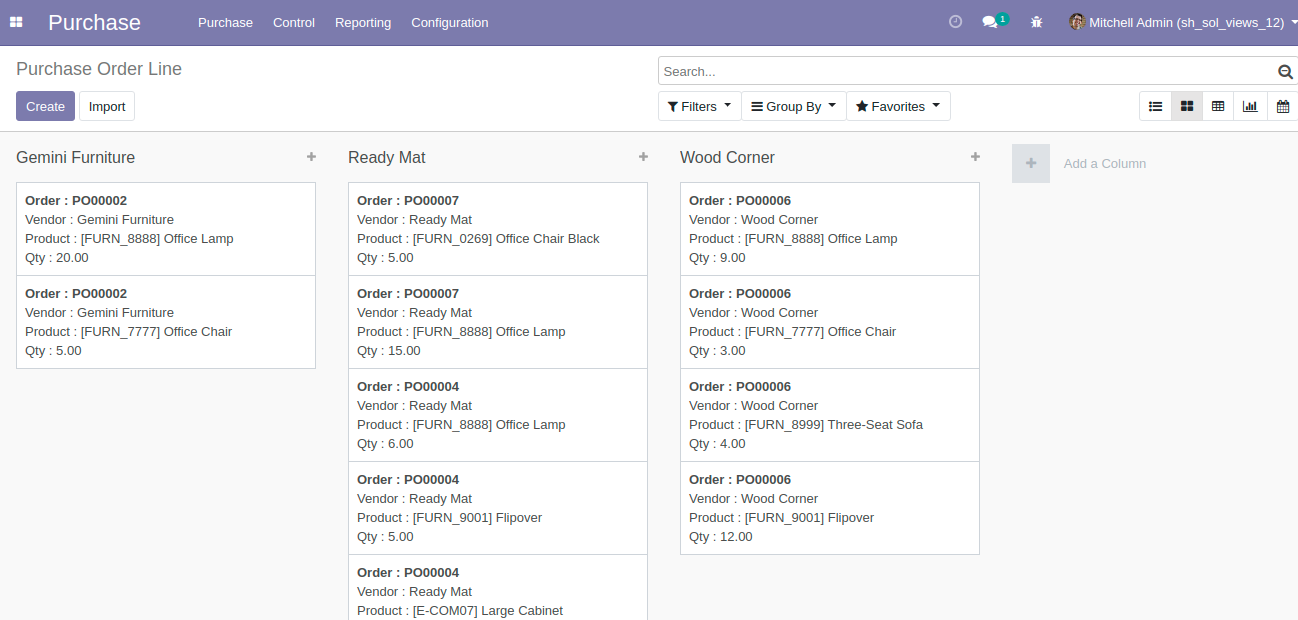 Purchase
Purchase Control Reporting Configuration
1
Mitchell Admin (sh_sol_views_12)
Purchase Order Line
Search...
Create
Import
Filters
Group By
Favorites
Gemini Furniture +
Order : PO00002
Vendor : Gemini Furniture
Product : [FURN_8888] Office Lamp
Qty : 20.00
Order : PO00002
Vendor : Gemini Furniture
Product : [FURN_7777] Office Chair
Qty : 5.00
Ready Mat +
Order : PO00007
Vendor : Ready Mat
Product : [FURN_0269] Office Chair Black
Qty : 5.00
Order : PO00007
Vendor : Ready Mat
Product : [FURN_8888] Office Lamp
Qty : 15.00
Order : PO00004
Vendor : Ready Mat
Product : [FURN_8888] Office Lamp
Qty : 6.00
Order : PO00004
Vendor : Ready Mat
Product : [FURN_9001] Flipover
Qty : 5.00
Order : PO00004
Vendor : Ready Mat
Product : [E-COM07] Large Cabinet
Wood Corner +
Order : PO00006
Vendor : Wood Corner
Product : [FURN_8888] Office Lamp
Qty : 9.00
Order : PO00006
Vendor : Wood Corner
Product : [FURN_7777] Office Chair
Qty : 3.00
Order : PO00006
Vendor : Wood Corner
Product : [FURN_8999] Three-Seat Sofa
Qty : 4.00
Order : PO00006
Vendor : Wood Corner
Product : [FURN_9001] Flipover
Qty : 12.00
+ Add a Column